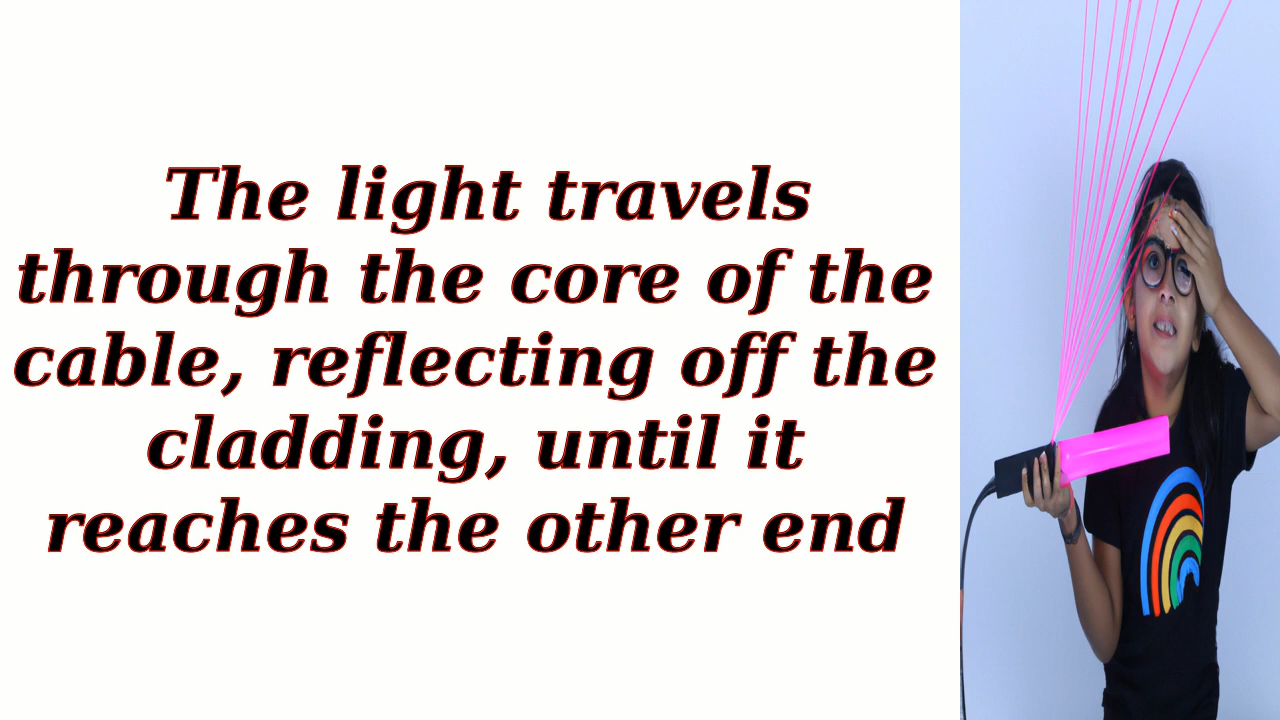 The light travels
through the core of the
cable, reflecting off the
cladding, until it
reaches the other end